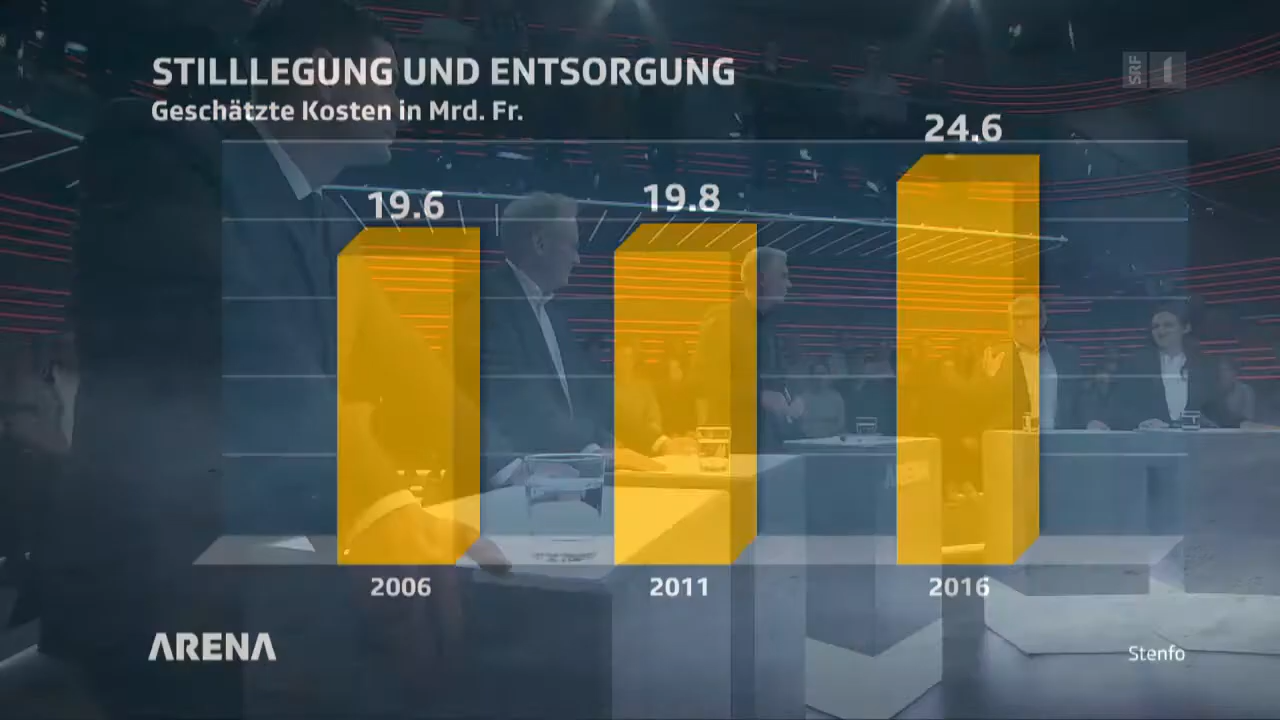 STILLLEGUNG UND ENTSORGUNG
Geschätzte Kosten in Mrd. Fr.
SRF 1
19.6
19.8
24.6
2006
2011
2016
ARENA
Stenfo